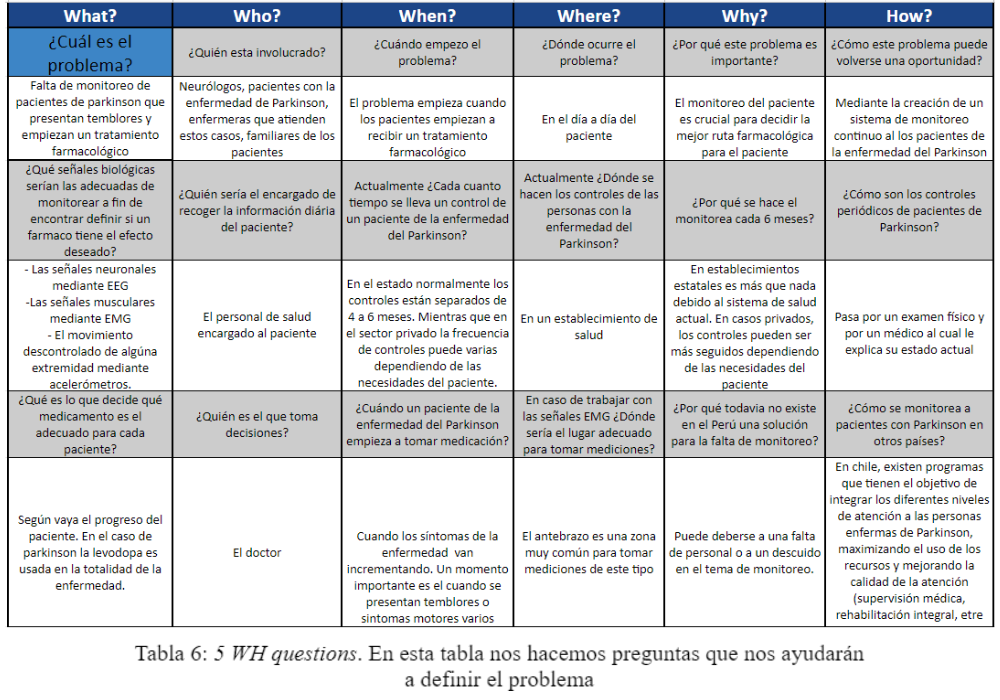 What?
Who?
When?
Where?
Why?
How?
¿Cuál es el
problema?
¿Quién esta involucrado?
¿Cuándo empezo el
problema?
¿Dónde ocurre el
problema?
¿Por qué este problema es
importante?
¿Cómo este problema puede
volverse una oportunidad?
Falta de monitoreo de
pacientes de parkinson que
presentan temblores y
empiezan un tratamiento
farmacológico
Neurólogos, pacientes con la
enfermedad de Parkinson,
enfermeras que atienden
estos casos, familiares de los
pacientes
El problema empieza cuando
los pacientes empiezan a
recibir un tratamiento
farmacológico
En el día a día del
paciente
El monitoreo del paciente
es crucial para decidir la
mejor ruta farmacológica
para el paciente
Mediante la creación de un
sistema de monitoreo
continuo al los pacientes de
la enfermedad del Parkinson
¿Qué señales biológicas
serían las adecuadas de
monitorear a fin de
encontrar definir si un
farmaco tiene el efecto
deseado?
¿Quién sería el encargado de
recoger la información diária
del paciente?
Actualmente ¿Cada cuanto
tiempo se lleva un control de
un paciente de la enfermedad
del Parkinson?
Actualmente ¿Dónde se
hacen los controles de las
personas con la
enfermedad del
Parkinson?
¿Por qué se hace el
monitorea cada 6 meses?
¿Cómo son los controles
periódicos de pacientes de
Parkinson?
- Las señales neuronales
mediante EEG
-Las señales musculares
mediante EMG
- El movimiento
descontrolado de algúna
extremidad mediante
acelerómetros.
El personal de salud
encargado al paciente
En el estado normalmente los
controles están separados de
4 a 6 meses. Mientras que en
el sector privado la frecuencia
de controles puede varias
dependiendo de las
necesidades del paciente.
En un establecimiento de
salud
En establecimientos
estatales es más que nada
debido al sistema de salud
actual. En casos privados,
los controles pueden ser
más seguidos dependiendo
de las necesidades del
paciente
Pasa por un examen físico y
por un médico al cual le
explica su estado actual
¿Qué es lo que decide qué
medicamento es el
adecuado para cada
paciente?
¿Quién es el que toma
decisiones?
¿Cuándo un paciente de la
enfermedad del Parkinson
empieza a tomar medicación?
En caso de trabajar con
las señales EMG ¿Dónde
sería el lugar adecuado
para tomar mediciones?
¿Por qué todavia no existe
en el Perú una solución
para la falta de monitoreo?
¿Cómo se monitorea a
pacientes con Parkinson en
otros países?
Según vaya el progreso del
paciente. En el caso de
parkinson la levodopa es
usada en la totalidad de la
enfermedad.
El doctor
Cuando los síntomas de la
enfermedad van
incrementando. Un momento
importante es el cuando se
presentan temblores o
sintomas motores varios
El antebrazo es una zona
muy común para tomar
mediciones de este tipo
Puede deberse a una falta
de personal o a un descuido
en el tema de monitoreo.
En chile, existen programas
que tienen el objetivo de
integrar los diferentes niveles
de atención a las personas
enfermas de Parkinson,
maximizando el uso de los
recursos y mejorando la
calidad de la atención
(supervisión médica,
rehabilitación integral, etre
Tabla 6: 5 WH questions. En esta tabla nos hacemos preguntas que nos ayudarán
a definir el problema